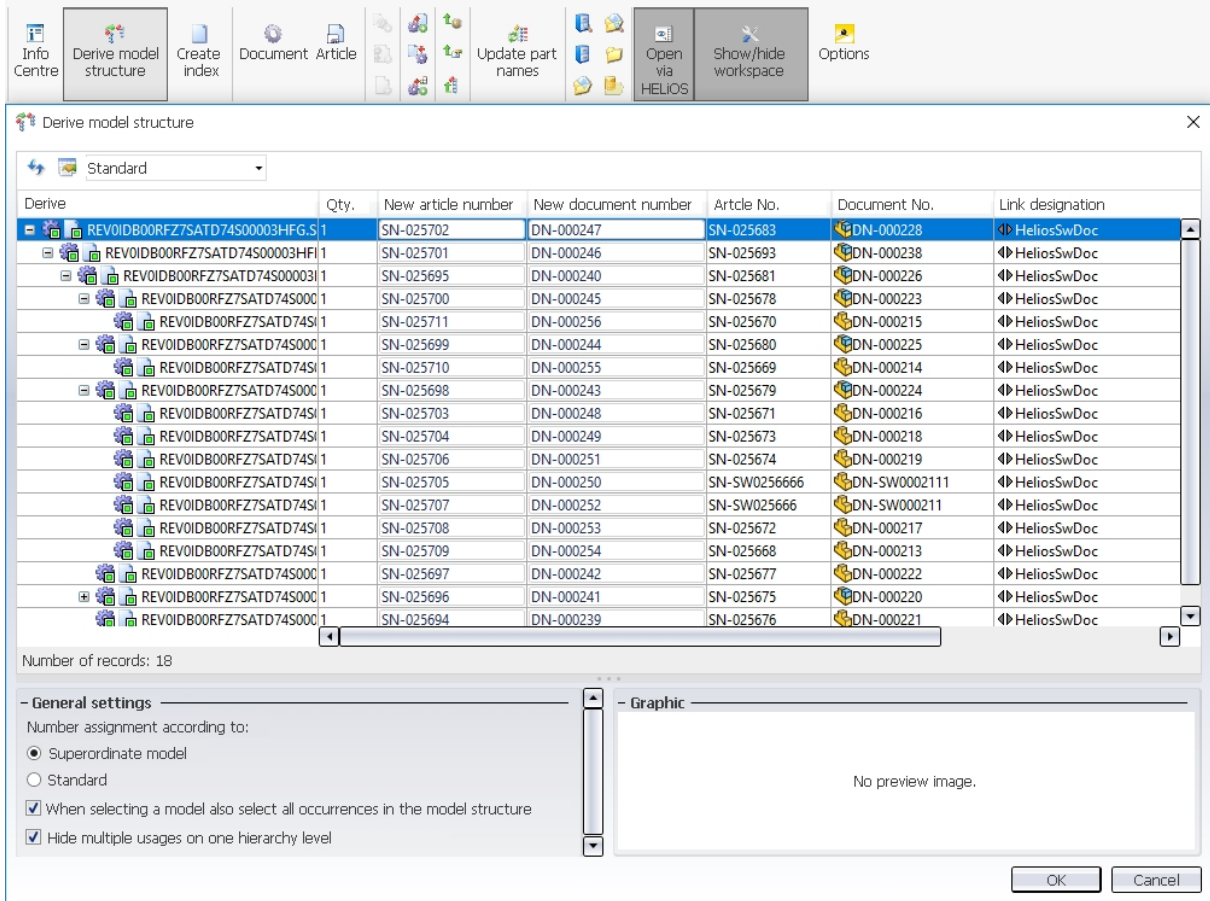 Info Centre
Derive model structure
Create index
Document
Article
Update part names
Open via HELiOS
Show/hide workspace
Options
Derive model structure
Standard
Derive Qty. New article number New document number Artcle No. Document No. Link designation
REV0IDB00RFZ7SATD74S00003HFG.S 1 SN-025702 DN-000247 SN-025683 DN-000228 HeliosSwDoc
REV0IDB00RFZ7SATD74S00003HFI 1 SN-025701 DN-000246 SN-025693 DN-000238 HeliosSwDoc
REV0IDB00RFZ7SATD74S00003I 1 SN-025695 DN-000240 SN-025681 DN-000226 HeliosSwDoc
REV0IDB00RFZ7SATD74S000 1 SN-025700 DN-000245 SN-025678 DN-000223 HeliosSwDoc
REV0IDB00RFZ7SATD74S( 1 SN-025711 DN-000256 SN-025670 DN-000215 HeliosSwDoc
REV0IDB00RFZ7SATD74S000 1 SN-025699 DN-000244 SN-025680 DN-000225 HeliosSwDoc
REV0IDB00RFZ7SATD74S( 1 SN-025710 DN-000255 SN-025669 DN-000214 HeliosSwDoc
REV0IDB00RFZ7SATD74S000 1 SN-025698 DN-000243 SN-025679 DN-000224 HeliosSwDoc
REV0IDB00RFZ7SATD74S( 1 SN-025703 DN-000248 SN-025671 DN-000216 HeliosSwDoc
REV0IDB00RFZ7SATD74S( 1 SN-025704 DN-000249 SN-025673 DN-000218 HeliosSwDoc
REV0IDB00RFZ7SATD74S( 1 SN-025706 DN-000251 SN-025674 DN-000219 HeliosSwDoc
REV0IDB00RFZ7SATD74S( 1 SN-025705 DN-000250 SN-SW0256666 DN-SW0002111 HeliosSwDoc
REV0IDB00RFZ7SATD74S( 1 SN-025707 DN-000252 SN-SW025666 DN-SW000211 HeliosSwDoc
REV0IDB00RFZ7SATD74S( 1 SN-025708 DN-000253 SN-025672 DN-000217 HeliosSwDoc
REV0IDB00RFZ7SATD74S( 1 SN-025709 DN-000254 SN-025668 DN-000213 HeliosSwDoc
REV0IDB00RFZ7SATD74S000 1 SN-025697 DN-000242 SN-025677 DN-000222 HeliosSwDoc
REV0IDB00RFZ7SATD74S000 1 SN-025696 DN-000241 SN-025675 DN-000220 HeliosSwDoc
REV0IDB00RFZ7SATD74S000 1 SN-025694 DN-000239 SN-025676 DN-000221 HeliosSwDoc
Number of records: 18
General settings
Number assignment according to:
Superordinate model
Standard
When selecting a model also select all occurrences in the model structure
Hide multiple usages on one hierarchy level
Graphic
No preview image.
OK Cancel